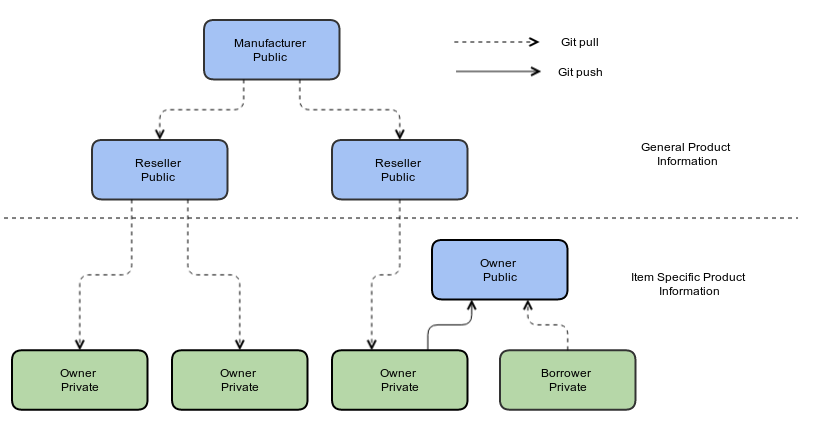 Manufacturer
Public
Git pull
Git push
Reseller
Public
Reseller
Public
General Product
Information
Owner
Public
Item Specific Product
Information
Owner
Private
Owner
Private
Owner
Private
Borrower
Private